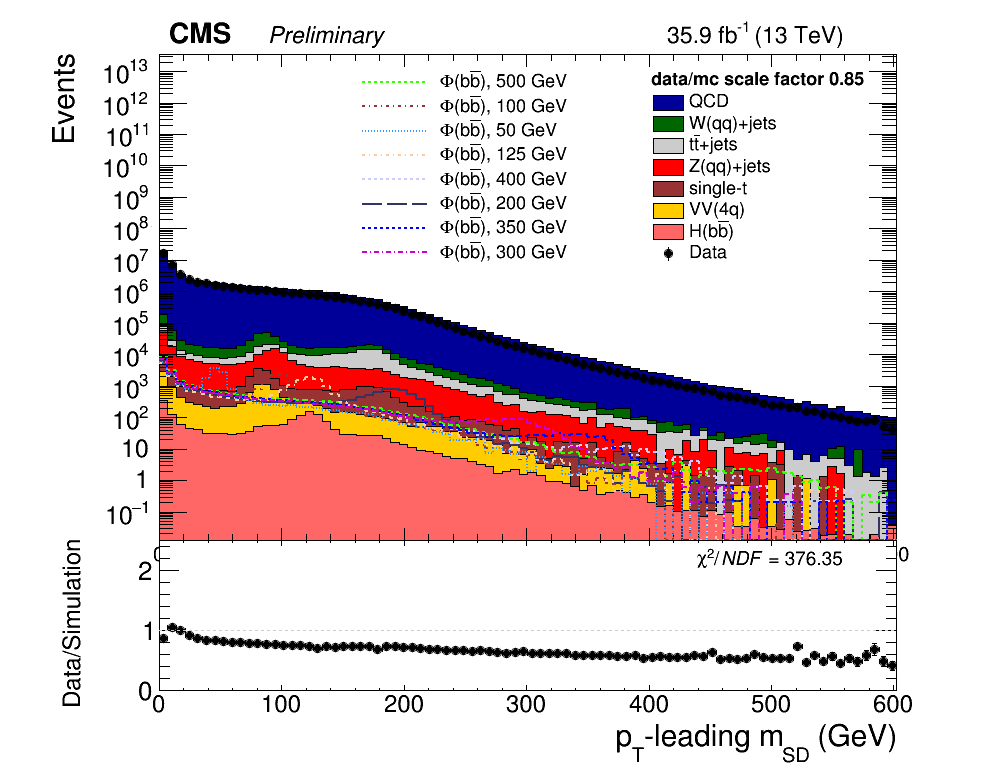 CMS Preliminary 35.9 fb⁻¹ (13 TeV)
Events
10¹³
10¹²
10¹¹
10¹⁰
10⁹
10⁸
10⁷
10⁶
10⁵
10⁴
10³
10²
10
1
10⁻¹
Φ(bb̅), 500 GeV
Φ(bb̅), 100 GeV
Φ(bb̅), 50 GeV
Φ(bb̅), 125 GeV
Φ(bb̅), 400 GeV
Φ(bb̅), 200 GeV
Φ(bb̅), 350 GeV
Φ(bb̅), 300 GeV
data/mc scale factor 0.85
QCD
W(qq)+jets
tt̅+jets
Z(qq)+jets
single-t
VV(4q)
H(bb̅)
Data
0 0
χ²/NDF = 376.35
Data/Simulation
2
1
0
0 100 200 300 400 500 600
p_T-leading m_SD (GeV)